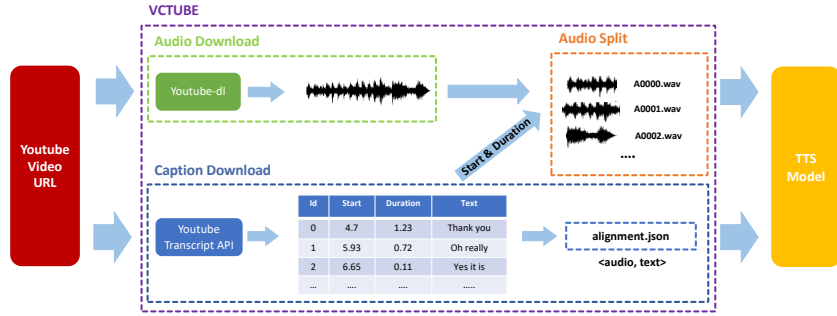 VCTUBE
Audio Download
Audio Split
Youtube-dl
A0000.wav
A0001.wav
A0002.wav
....
Youtube
Video
URL
Start & Duration
TTS
Model
Caption Download
Youtube
Transcript API
Id Start Duration Text
0 4.7 1.23 Thank you
1 5.93 0.72 Oh really
2 6.65 0.11 Yes it is
... .... .... .....
alignment.json
<audio, text>